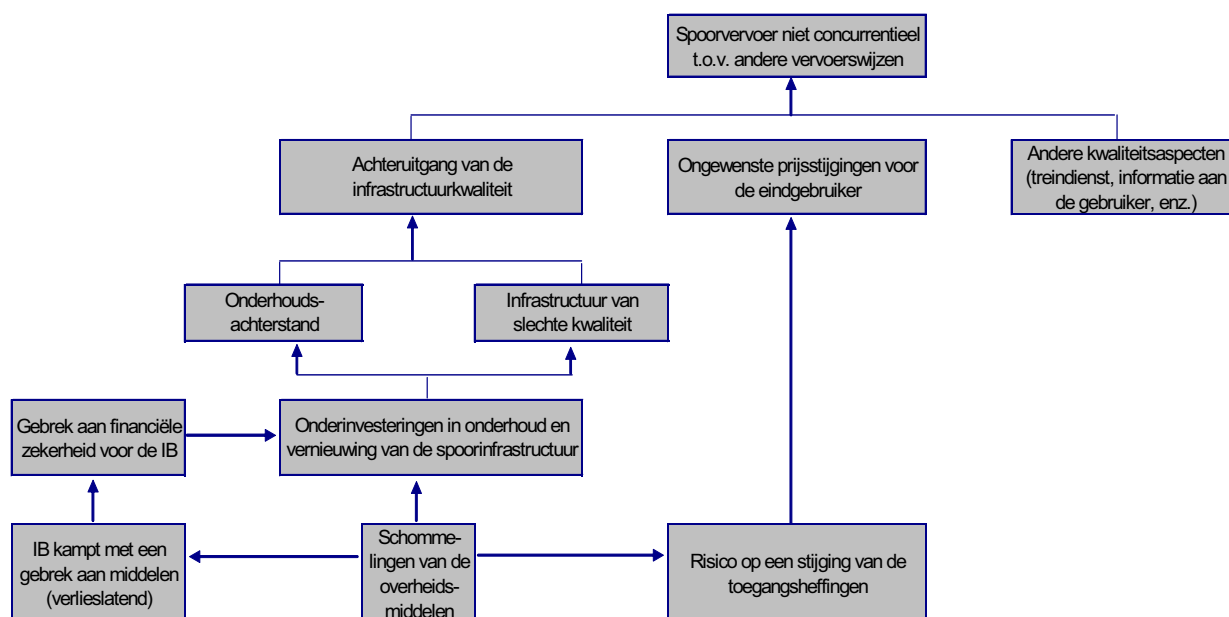 Spoorvervoer niet concurrentieel
t.o.v. andere vervoerswijzen
Achteruitgang van de
infrastructuurkwaliteit
Ongewenste prijsstijgingen voor
de eindgebruiker
Andere kwaliteitsaspecten
(treindienst, informatie aan
de gebruiker, enz.)
Onderhouds-
achterstand
Infrastructuur van
slechte kwaliteit
Gebrek aan financiële
zekerheid voor de IB
Onderinvesteringen in onderhoud en
vernieuwing van de spoorinfrastructuur
IB kampt met een
gebrek aan middelen
(verlieslatend)
Schomme-
lingen van de
overheids-
middelen
Risico op een stijging van de
toegangsheffingen